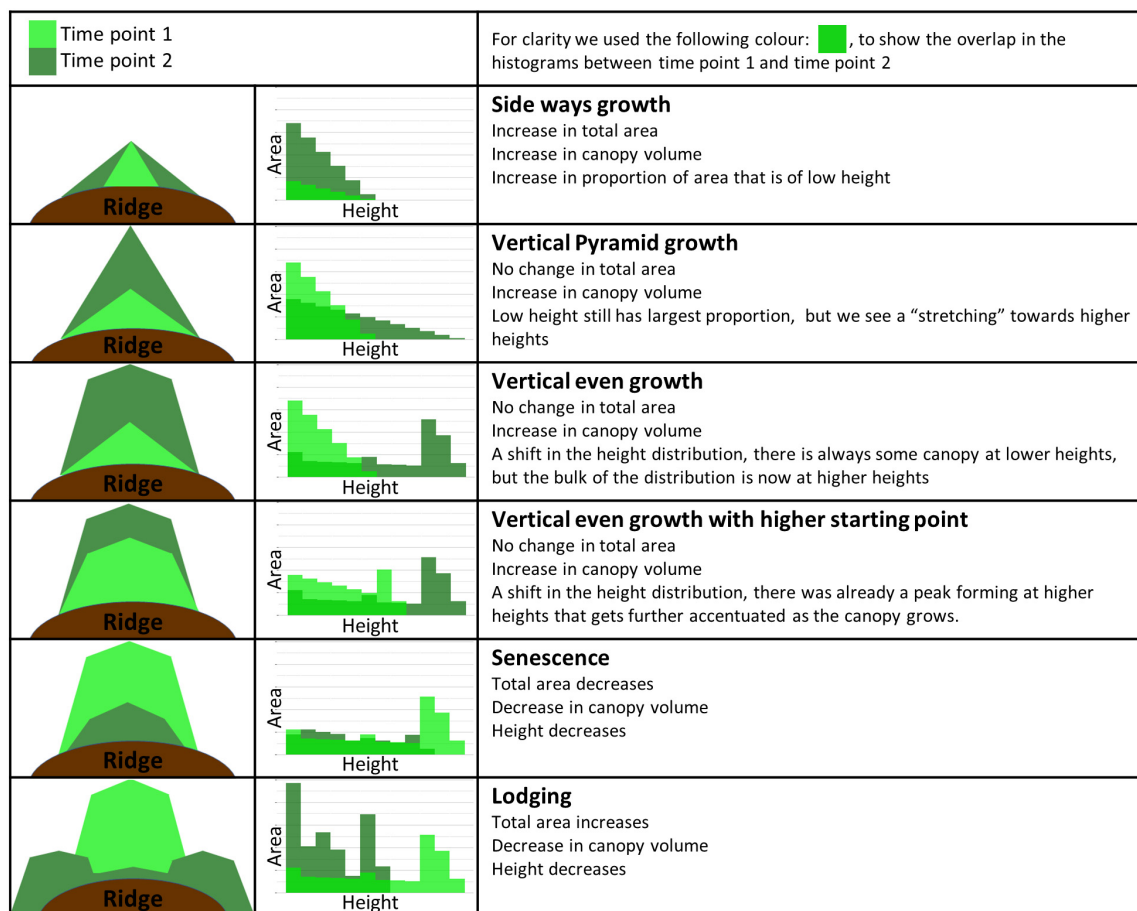 Time point 1
Time point 2
For clarity we used the following colour: , to show the overlap in the
histograms between time point 1 and time point 2
Ridge
Area
Height
Side ways growth
Increase in total area
Increase in canopy volume
Increase in proportion of area that is of low height
Ridge
Area
Height
Vertical Pyramid growth
No change in total area
Increase in canopy volume
Low height still has largest proportion, but we see a “stretching” towards higher
heights
Ridge
Area
Height
Vertical even growth
No change in total area
Increase in canopy volume
A shift in the height distribution, there is always some canopy at lower heights,
but the bulk of the distribution is now at higher heights
Ridge
Area
Height
Vertical even growth with higher starting point
No change in total area
Increase in canopy volume
A shift in the height distribution, there was already a peak forming at higher
heights that gets further accentuated as the canopy grows.
Ridge
Area
Height
Senescence
Total area decreases
Decrease in canopy volume
Height decreases
Ridge
Area
Height
Lodging
Total area increases
Decrease in canopy volume
Height decreases